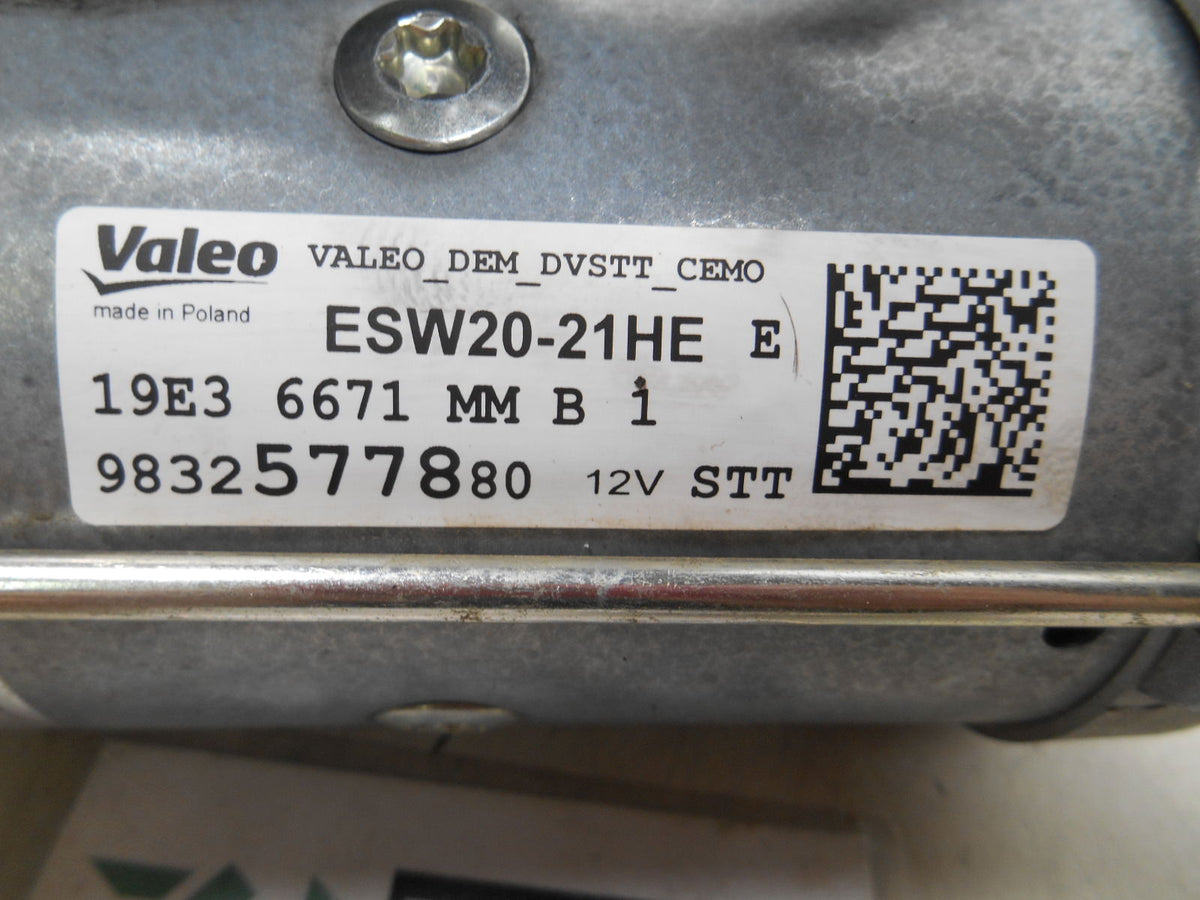 Valeo VALEO_DEM_DVSTT_CEMO
made in Poland
ESW20-21HE E
19E3 6671 MM B 1
9832577880 12V STT